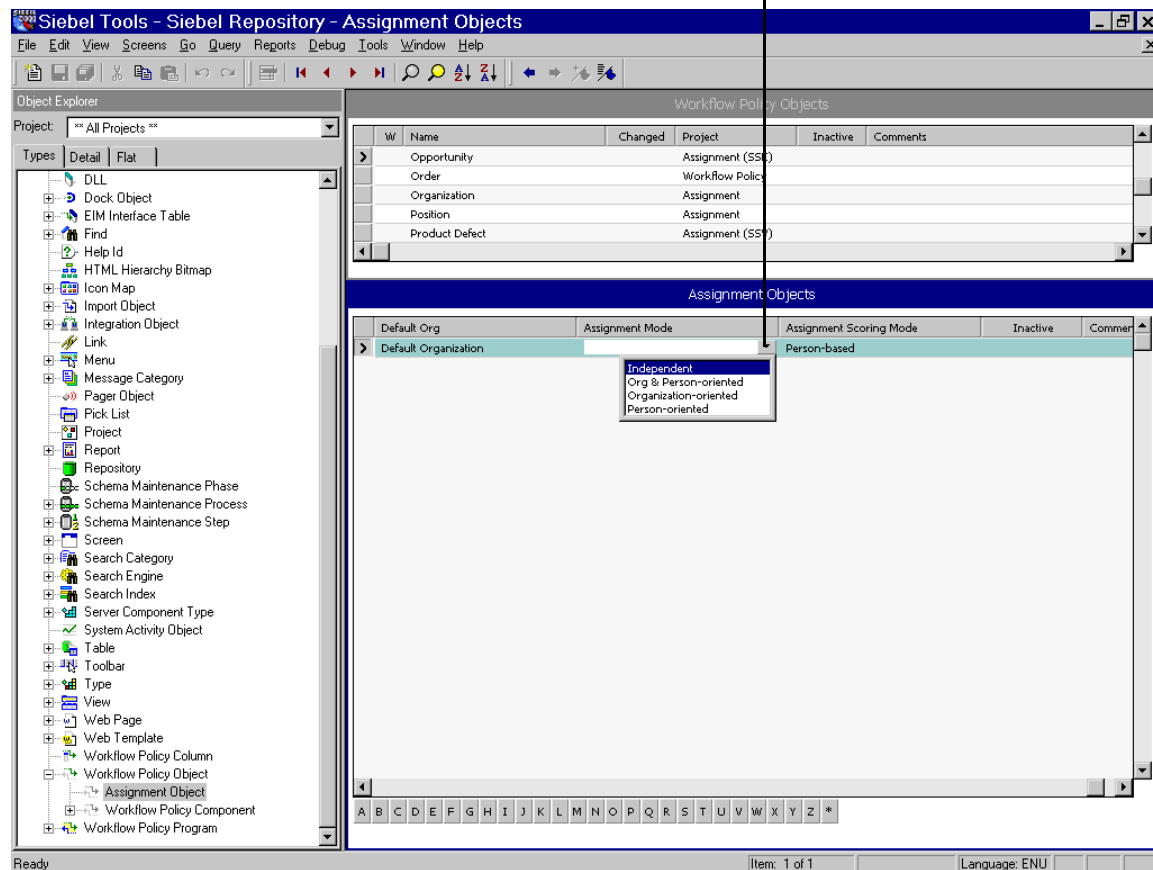 Siebel Tools - Siebel Repository - Assignment Objects
File Edit View Screens Go Query Reports Debug Tools Window Help
Object Explorer
Project: ** All Projects **
Types Detail Flat
DLL
Dock Object
EIM Interface Table
Find
Help Id
HTML Hierarchy Bitmap
Icon Map
Import Object
Integration Object
Link
Menu
Message Category
Pager Object
Pick List
Project
Report
Repository
Schema Maintenance Phase
Schema Maintenance Process
Schema Maintenance Step
Screen
Search Category
Search Engine
Search Index
Server Component Type
System Activity Object
Table
Toolbar
Type
View
Web Page
Web Template
Workflow Policy Column
Workflow Policy Object
Assignment Object
Workflow Policy Component
Workflow Policy Program
Workflow Policy Objects
W Name Changed Project Inactive Comments
Opportunity Assignment (SSE)
Order Workflow Policy
Organization Assignment
Position Assignment
Product Defect Assignment (SSV)
Assignment Objects
Default Org Assignment Mode Assignment Scoring Mode Inactive Commer
Default Organization Person-based
Independent
Org & Person-oriented
Organization-oriented
Person-oriented
A B C D E F G H I J K L M N O P Q R S T U V W X Y Z *
Ready Item: 1 of 1 Language: ENU